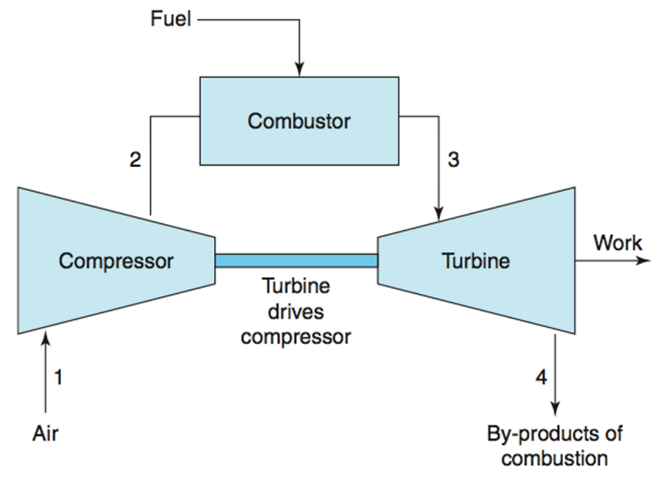 Fuel
Combustor
2
3
Compressor
Turbine
drives
compressor
Turbine
Work
1
Air
4
By-products of
combustion